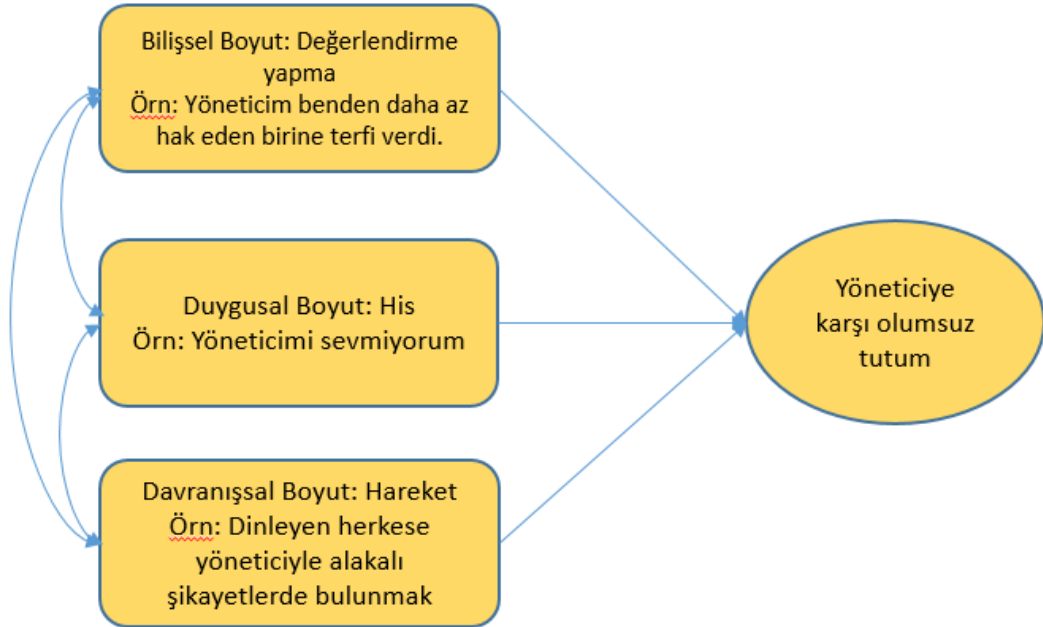 Bilişsel Boyut: Değerlendirme
yapma
Örn: Yöneticim benden daha az
hak eden birine terfi verdi.
Duygusal Boyut: His
Örn: Yöneticimi sevmiyorum
Davranışsal Boyut: Hareket
Örn: Dinleyen herkese
yöneticiyle alakalı
şikayetlerde bulunmak
Yöneticiye
karşı olumsuz
tutum